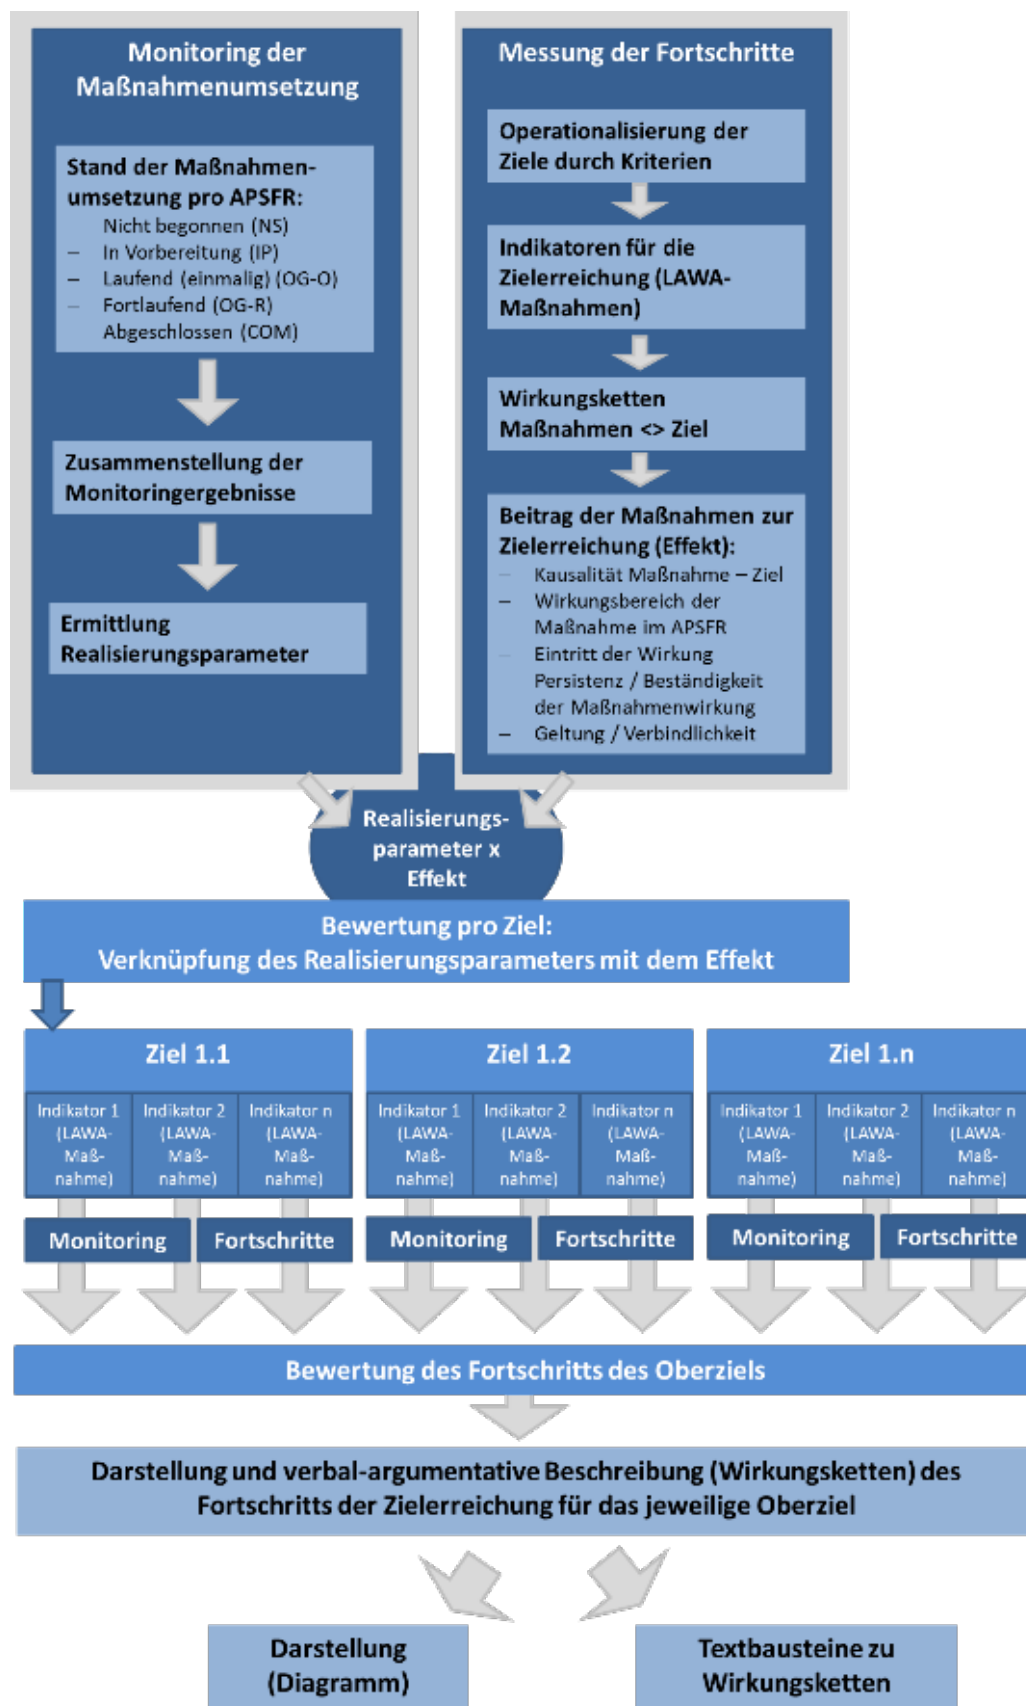 Monitoring der
Maßnahmenumsetzung
Stand der Maßnahmen-
umsetzung pro APSFR:
Nicht begonnen (NS)
– In Vorbereitung (IP)
– Laufend (einmalig) (OG-O)
– Fortlaufend (OG-R)
Abgeschlossen (COM)
Zusammenstellung der
Monitoringergebnisse
Ermittlung
Realisierungsparameter
Messung der Fortschritte
Operationalisierung der
Ziele durch Kriterien
Indikatoren für die
Zielerreichung (LAWA-
Maßnahmen)
Wirkungsketten
Maßnahmen <> Ziel
Beitrag der Maßnahmen zur
Zielerreichung (Effekt):
– Kausalität Maßnahme – Ziel
– Wirkungsbereich der
Maßnahme im APSFR
– Eintritt der Wirkung
Persistenz / Beständigkeit
der Maßnahmenwirkung
– Geltung / Verbindlichkeit
Realisierungs-
parameter x
Effekt
Bewertung pro Ziel:
Verknüpfung des Realisierungsparameters mit dem Effekt
Ziel 1.1
Indikator 1
(LAWA-
Maß-
nahme)
Indikator 2
(LAWA-
Maß-
nahme)
Indikator n
(LAWA-
Maß-
nahme)
Monitoring
Fortschritte
Ziel 1.2
Indikator 1
(LAWA-
Maß-
nahme)
Indikator 2
(LAWA-
Maß-
nahme)
Indikator n
(LAWA-
Maß-
nahme)
Monitoring
Fortschritte
Ziel 1.n
Indikator 1
(LAWA-
Maß-
nahme)
Indikator 2
(LAWA-
Maß-
nahme)
Indikator n
(LAWA-
Maß-
nahme)
Monitoring
Fortschritte
Bewertung des Fortschritts des Oberziels
Darstellung und verbal-argumentative Beschreibung (Wirkungsketten) des
Fortschritts der Zielerreichung für das jeweilige Oberziel
Darstellung
(Diagramm)
Textbausteine zu
Wirkungsketten